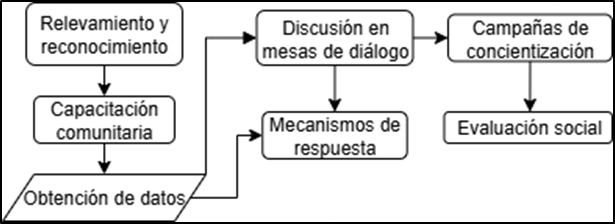 Relevamiento y
reconocimiento
Capacitación
comunitaria
Obtención de datos
Discusión en
mesas de diálogo
Mecanismos de
respuesta
Campañas de
concientización
Evaluación social